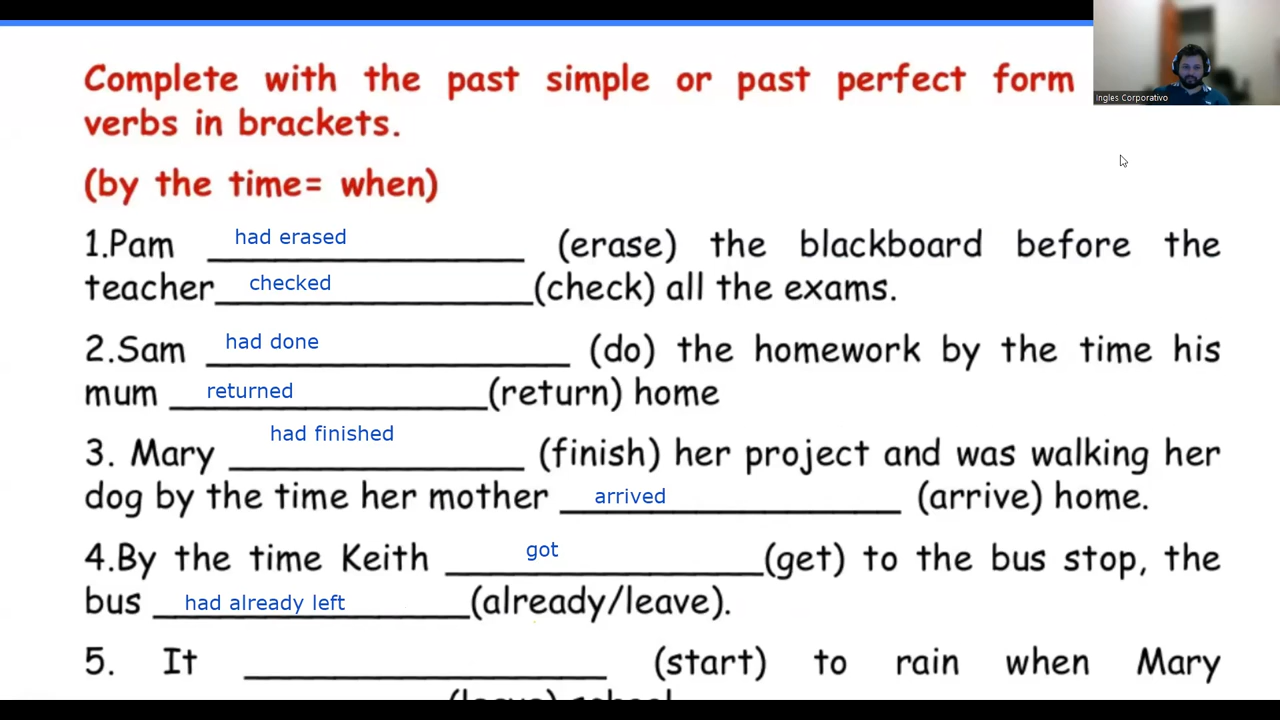 Complete with the past simple or past perfect form
verbs in brackets.
Ingles Corporativo
(by the time= when)
1.Pam had erased (erase) the blackboard before the
teacher checked (check) all the exams.
2.Sam had done (do) the homework by the time his
mum returned (return) home
3. Mary had finished (finish) her project and was walking her
dog by the time her mother arrived (arrive) home.
4.By the time Keith got (get) to the bus stop, the
bus had already left (already/leave).
5. It ____________ (start) to rain when Mary